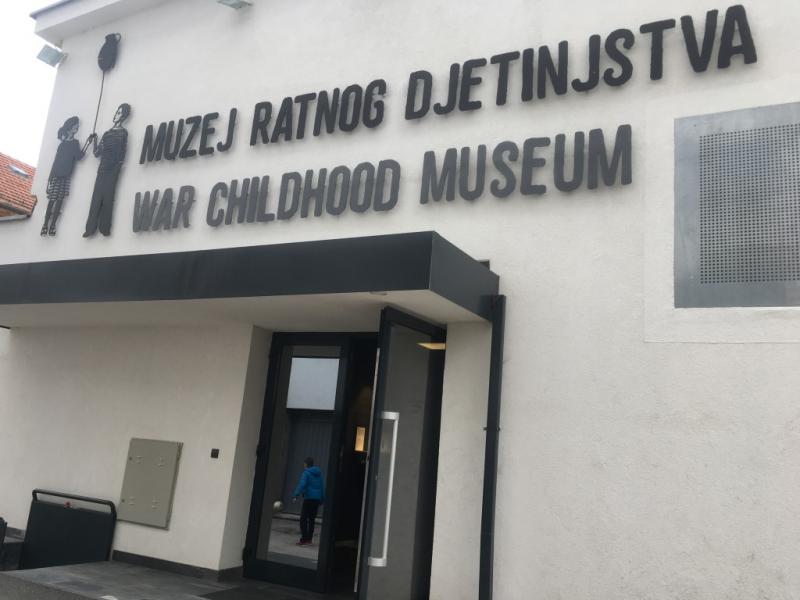 MUZEJ RATNOG DJETINJSTVA
WAR CHILDHOOD MUSEUM